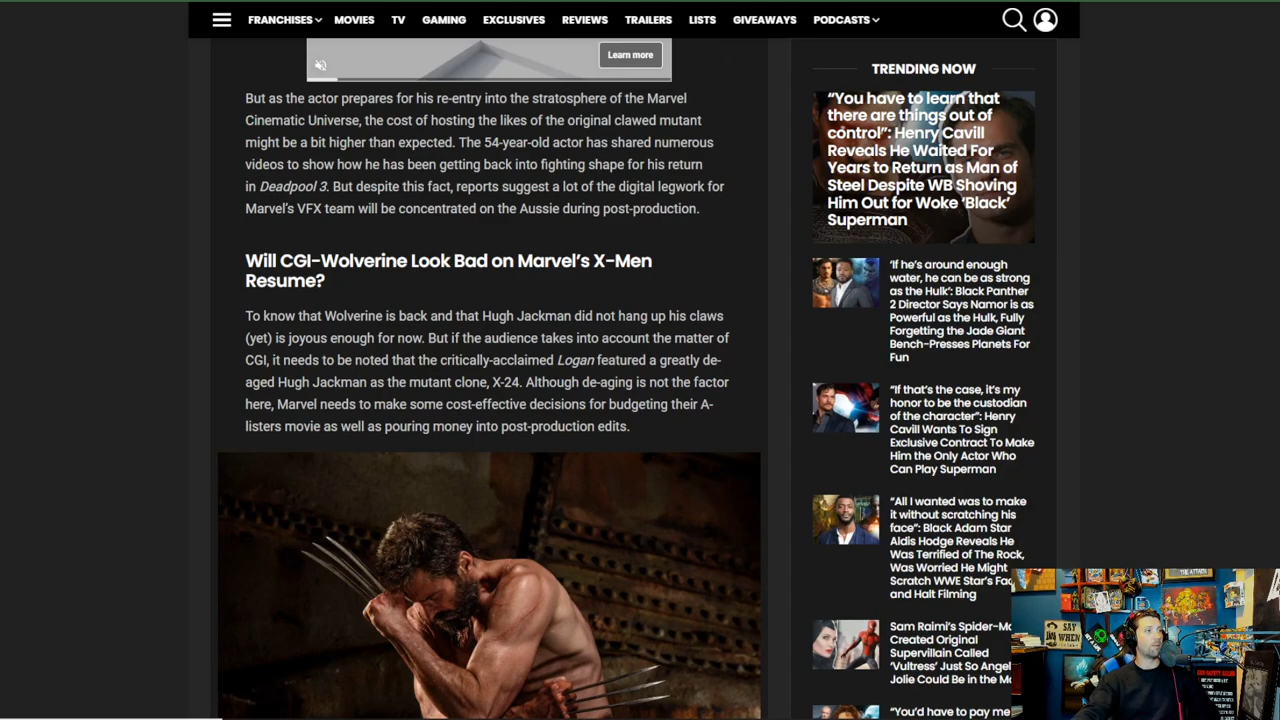 FRANCHISES MOVIES TV GAMING EXCLUSIVES REVIEWS TRAILERS LISTS GIVEAWAYS PODCASTS
Learn more
But as the actor prepares for his re-entry into the stratosphere of the Marvel
Cinematic Universe, the cost of hosting the likes of the original clawed mutant
might be a bit higher than expected. The 54-year-old actor has shared numerous
videos to show how he has been getting back into fighting shape for his return
in Deadpool 3. But despite this fact, reports suggest a lot of the digital legwork for
Marvel's VFX team will be concentrated on the Aussie during post-production.
Will CGI-Wolverine Look Bad on Marvel's X-Men
Resume?
To know that Wolverine is back and that Hugh Jackman did not hang up his claws
(yet) is joyous enough for now. But if the audience takes into account the matter of
CGI, it needs to be noted that the critically-acclaimed Logan featured a greatly de-
aged Hugh Jackman as the mutant clone, X-24. Although de-aging is not the factor
here, Marvel needs to make some cost-effective decisions for budgeting their A-
listers movie as well as pouring money into post-production edits.
TRENDING NOW
“You have to learn that
there are things out of
control”: Henry Cavill
Reveals He Waited For
Years to Return as Man of
Steel Despite WB Shoving
Him Out for Woke ‘Black’
Superman
‘If he’s around enough
water, he can be as strong
as the Hulk’: Black Panther
2 Director Says Namor is as
Powerful as the Hulk, Fully
Forgetting the Jade Giant
Bench-Presses Planets For
Fun
“If that’s the case, it’s my
honor to be the custodian
of the character”: Henry
Cavill Wants To Sign
Exclusive Contract To Make
Him the Only Actor Who
Can Play Superman
“All I wanted was to make
it without scratching his
face”: Black Adam Star
Aldis Hodge Reveals He
Was Terrified of The Rock,
Was Worried He Might
Scratch WWE Star’s
and Halt Filming
Sam Raimi’s Spider-
Created Original
Supervillain Called
‘Vultress’ Just So
Jolie Could Be in the
“You’d have to pay me
SAY
WHEN